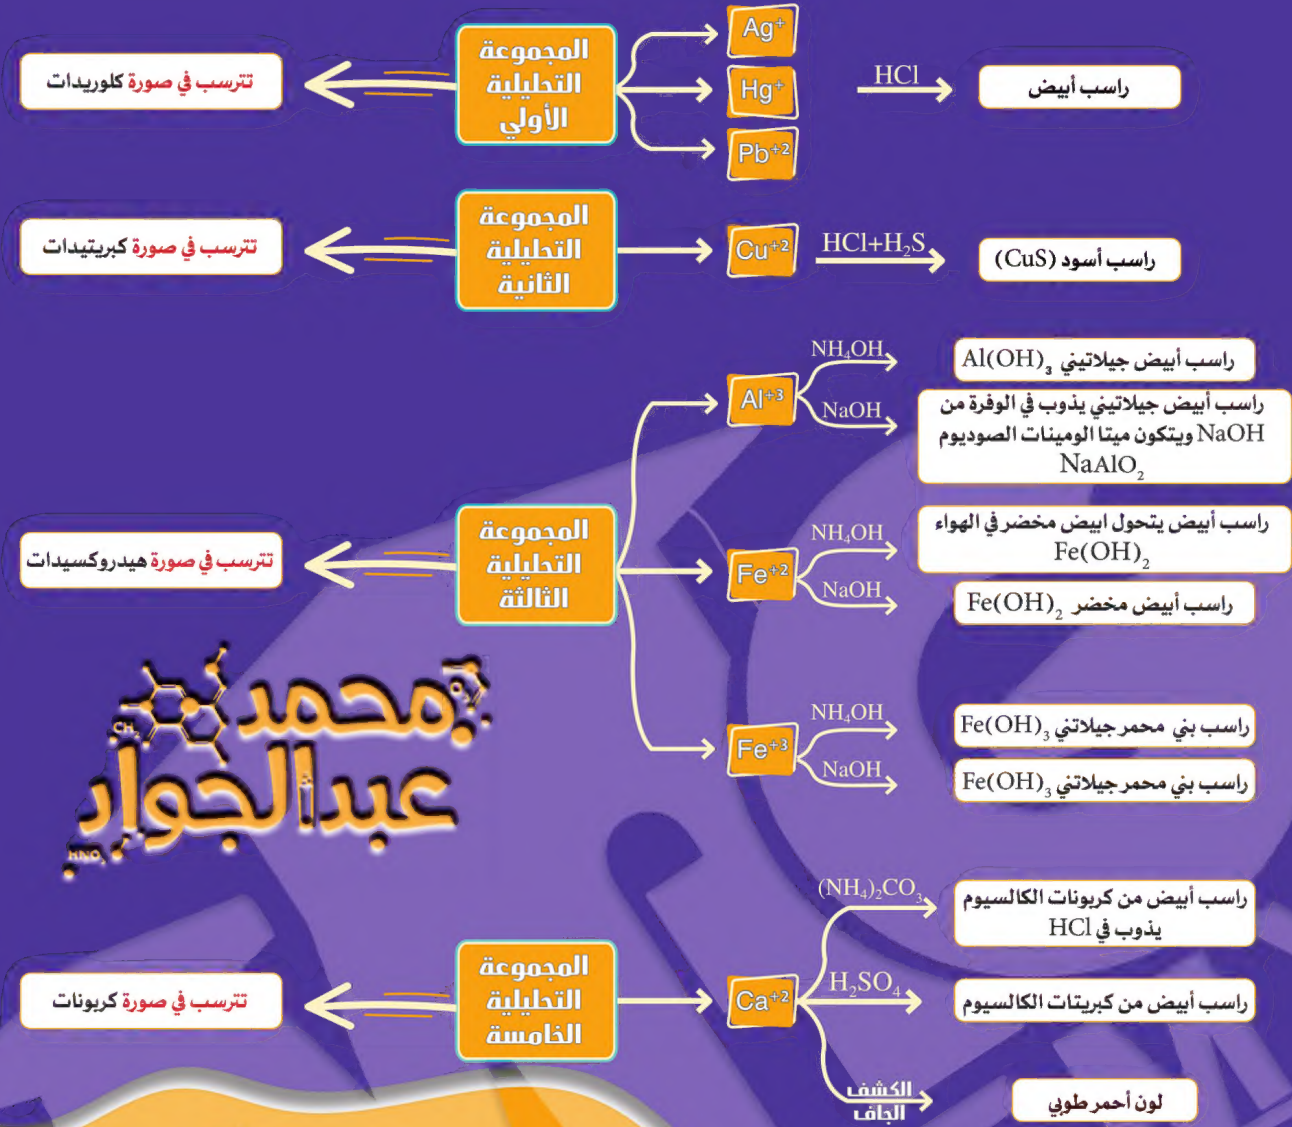 تترسب في صورة كلوريدات
المجموعة
التحليلية
الأولي
Ag⁺
Hg⁺
Pb⁺²
HCl
راسب أبيض
تترسب في صورة كبريتيدات
المجموعة
التحليلية
الثانية
Cu⁺²
HCl+H₂S
راسب أسود (CuS)
تترسب في صورة هيدروكسيدات
المجموعة
التحليلية
الثالثة
Al⁺³
NH₄OH
راسب أبيض جيلاتيني Al(OH)₃
NaOH
راسب أبيض جيلاتيني يذوب في الوفرة من
NaOH ويتكون ميتا الومينات الصوديوم
NaAlO₂
Fe⁺²
NH₄OH
راسب أبيض يتحول ابيض مخضر في الهواء
Fe(OH)₂
NaOH
راسب أبيض مخضر Fe(OH)₂
Fe⁺³
NH₄OH
راسب بني محمر جيلاتني Fe(OH)₃
NaOH
راسب بني محمر جيلاتني Fe(OH)₃
محمد
عبدالجواد
CH₂
HNO₃
تترسب في صورة كربونات
المجموعة
التحليلية
الخامسة
Ca⁺²
(NH₄)₂CO₃
راسب أبيض من كربونات الكالسيوم
يذوب في HCl
H₂SO₄
راسب أبيض من كبريتات الكالسيوم
الكشف
الجاف
لون أحمر طوبي